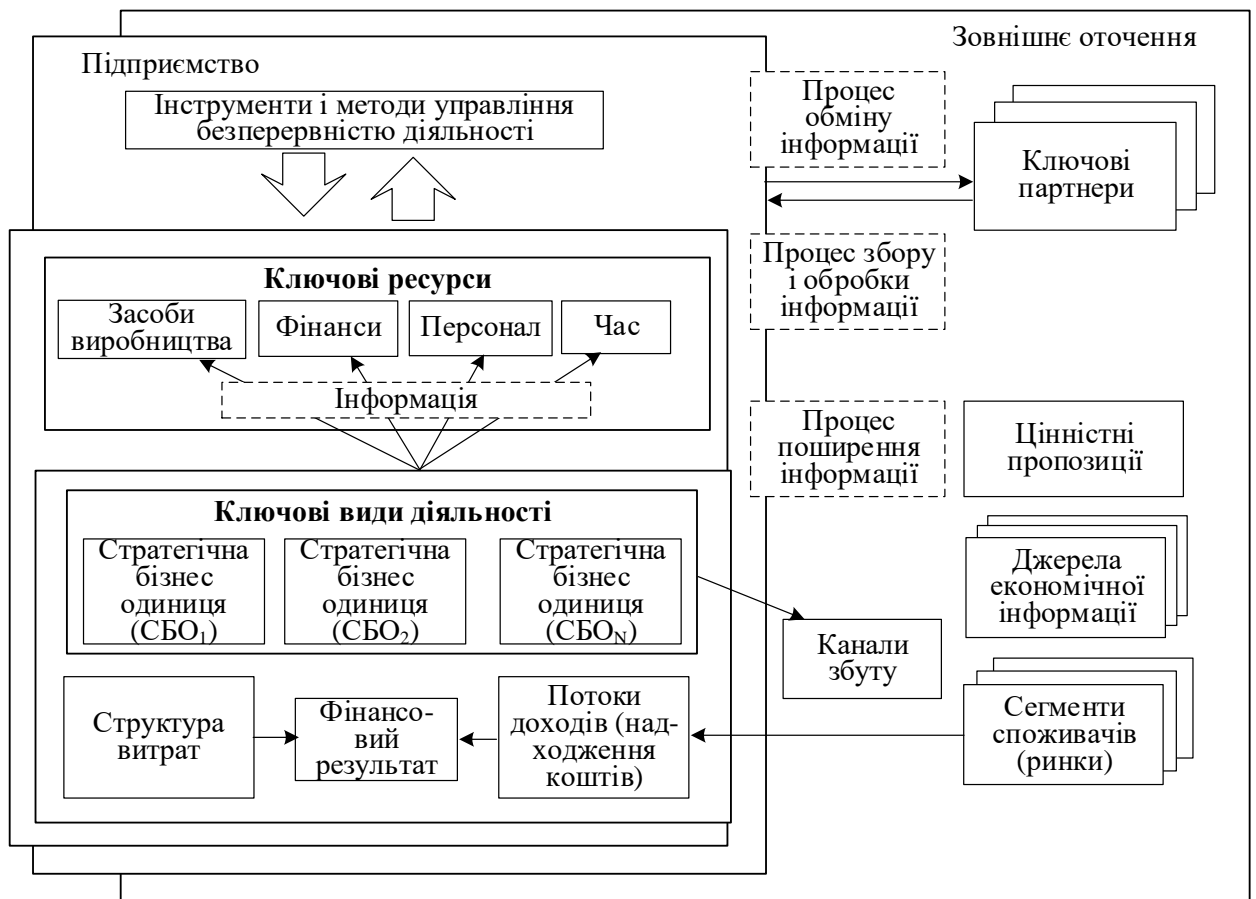 Зовнішнє оточення
Підприємство
Інструменти і методи управління
безперервністю діяльності
Процес
обміну
інформації
Ключові
партнери
Процес збору
і обробки
інформації
Ключові ресурси
Засоби
виробництва
Фінанси
Персонал
Час
Інформація
Процес
поширення
інформації
Цінністні
пропозиції
Ключові види діяльності
Стратегічна
бізнес
одиниця
(СБО₁)
Стратегічна
бізнес
одиниця
(СБО₂)
Стратегічна
бізнес
одиниця
(СБО_N)
Джерела
економічної
інформації
Канали
збуту
Структура
витрат
Фінансо-
вий
результат
Потоки
доходів (над-
ходження
коштів)
Сегменти
споживачів
(ринки)